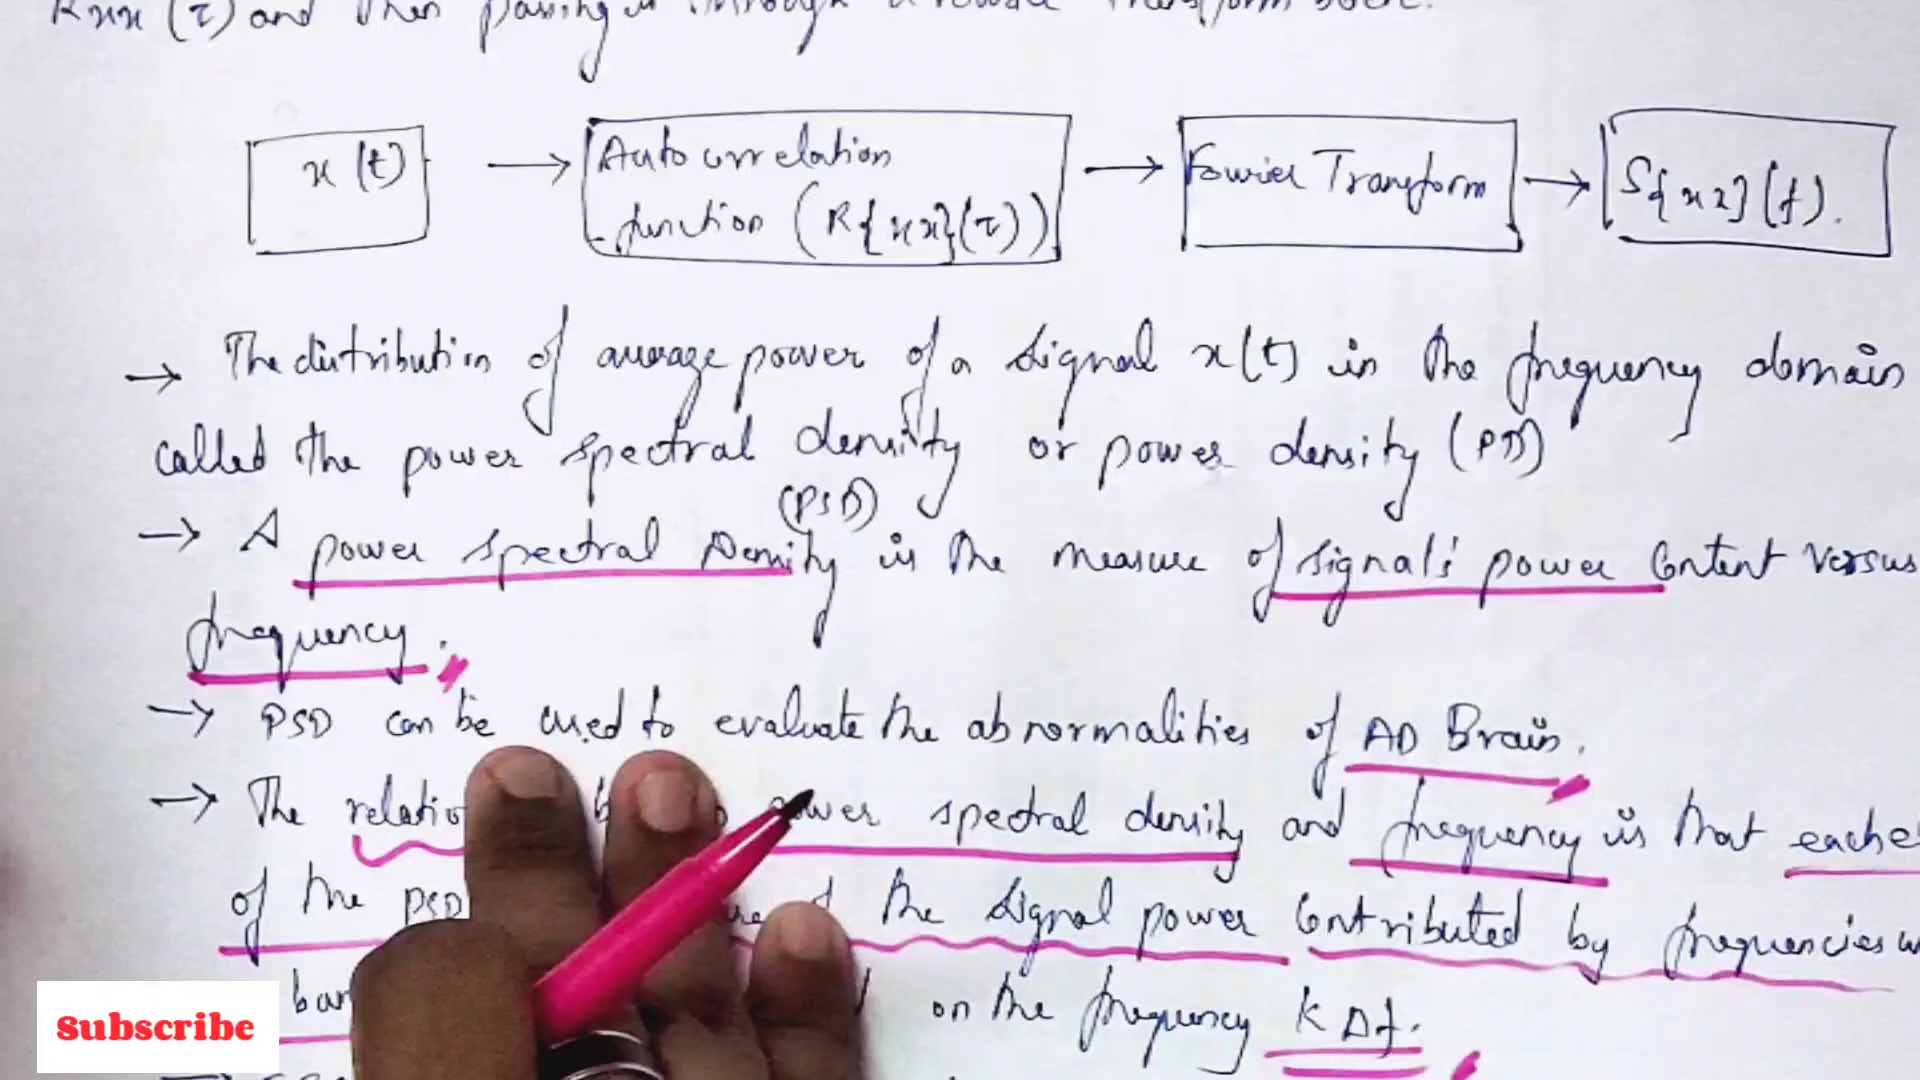 Rxx (τ) and then passing it through a Fourier Transform block.
x(t) → Auto correlation function (R{xx}(τ)) → Fourier Transform → S{xx}(f).
→ The distribution of average power of a signal x(t) in the frequency domain
called the power spectral density or power density (PD)
(PSD)
→ A power spectral Density is the measure of signal's power Content versus
frequency.
→ PSD can be used to evaluate the abnormalities of AD Brain.
→ The power spectral density and frequency is that each
of the PSD the signal power Contributed by frequencies
on the frequency K Δf.
Subscribe